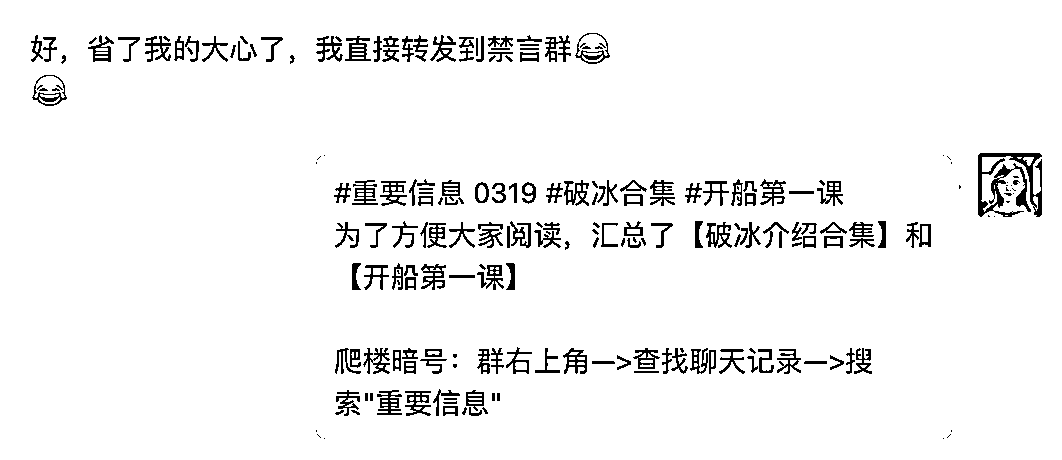 好，省了我的大心了，我直接转发到禁言群😂
😂
#重要信息 0319 #破冰合集 #开船第一课
为了方便大家阅读，汇总了【破冰介绍合集】和
【开船第一课】
爬楼暗号：群右上角—>查找聊天记录—>搜
索"重要信息"